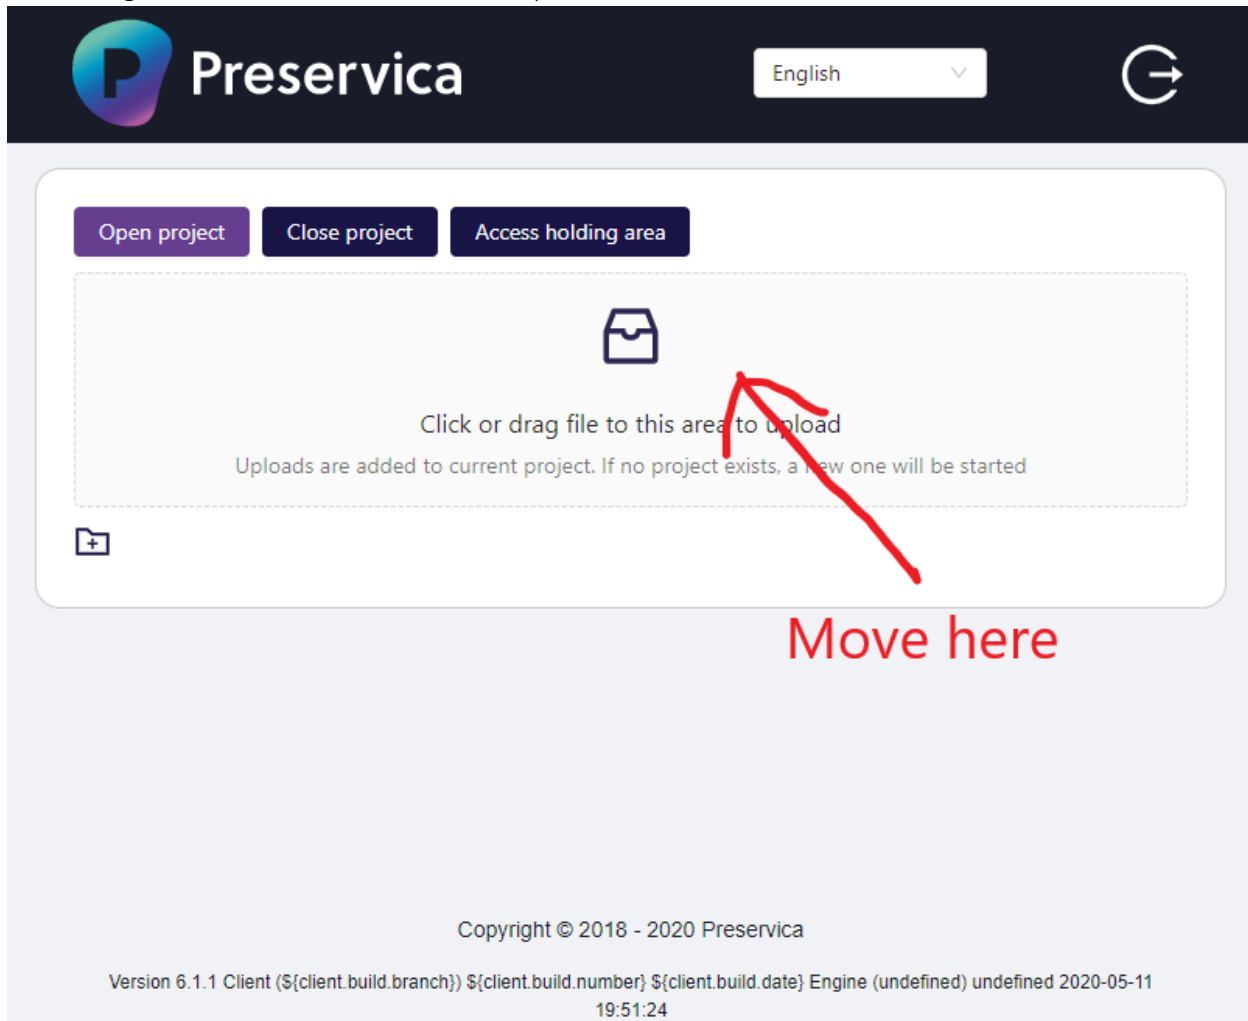 Preservica
English
Open project
Close project
Access holding area
Click or drag file to this area to upload
Uploads are added to current project. If no project exists, a new one will be started
Move here
Copyright © 2018 - 2020 Preservica
Version 6.1.1 Client (${client.build.branch}) ${client.build.number} ${client.build.date} Engine (undefined) undefined 2020-05-11
19:51:24